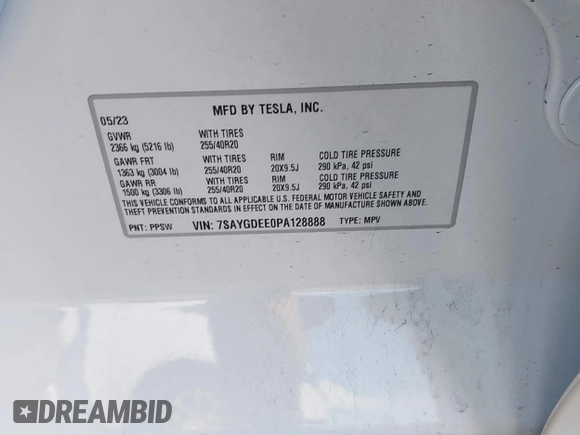 MFD BY TESLA, INC.
05/23
GVWR WITH TIRES
2366 kg (5216 lb) 255/40R20
GAWR FRT WITH TIRES RIM COLD TIRE PRESSURE
1363 kg (3004 lb) 255/40R20 20X9.5J 290 kPa, 42 psi
GAWR RR WITH TIRES RIM COLD TIRE PRESSURE
1500 kg (3306 lb) 255/40R20 20X9.5J 290 kPa, 42 psi
THIS VEHICLE CONFORMS TO ALL APPLICABLE U.S. FEDERAL MOTOR VEHICLE SAFETY AND
THEFT PREVENTION STANDARDS IN EFFECT ON THE DATE OF MANUFACTURE SHOWN ABOVE.
PNT: PPSW VIN: 7SAYGDEE0PA128888 TYPE: MPV
DREAMBID